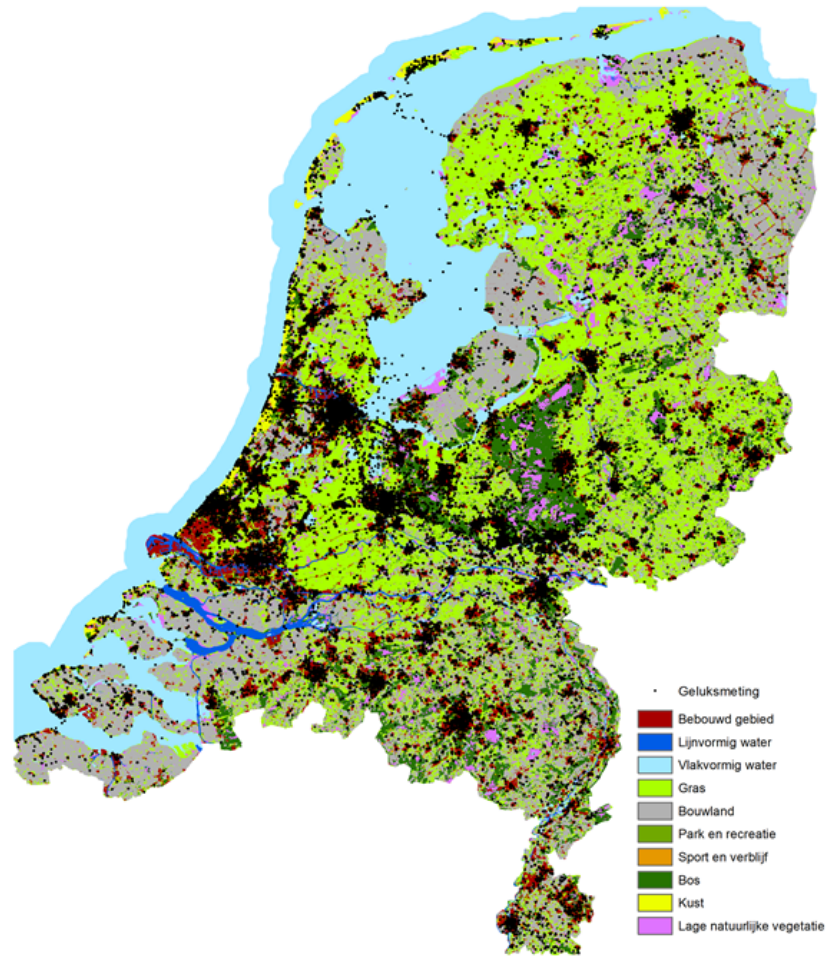 Geluksmeting
Bebouwd gebied
Lijnvormig water
Vlakvormig water
Gras
Bouwland
Park en recreatie
Sport en verblijf
Bos
Kust
Lage natuurlijke vegetatie